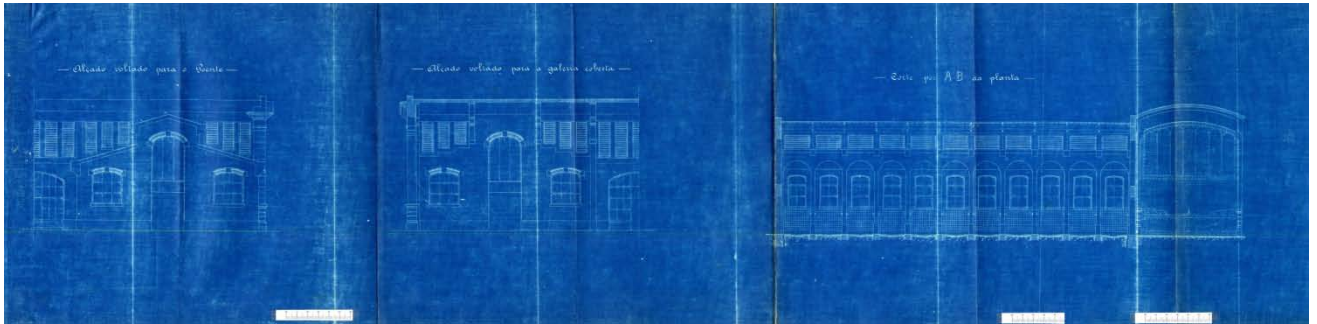 — Alçado voltado para o Poente —
— Alçado voltado para a galeria coberta —
— Corte por A-B da planta —